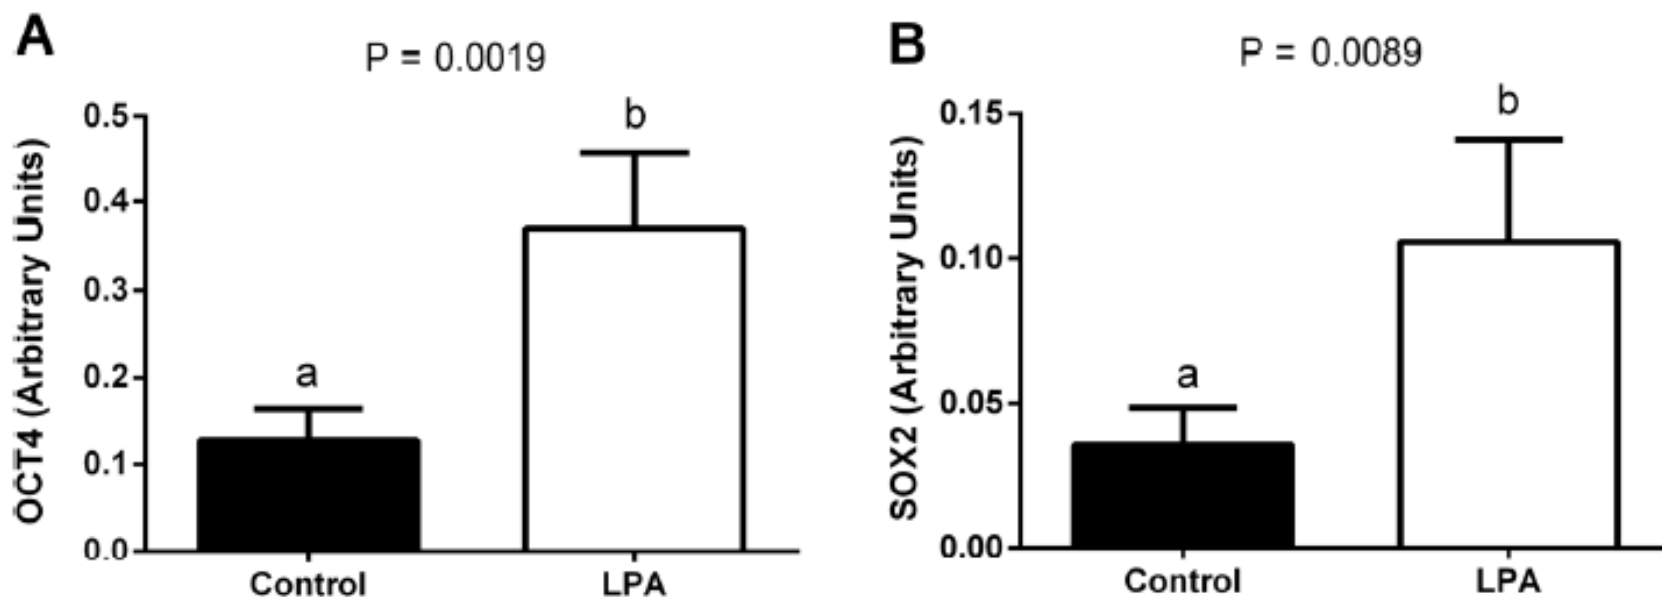 A
P = 0.0019
OCT4 (Arbitrary Units)
0.5
0.4
0.3
0.2
0.1
0.0
a
b
Control
LPA
B
P = 0.0089
SOX2 (Arbitrary Units)
0.15
0.10
0.05
0.00
a
b
Control
LPA